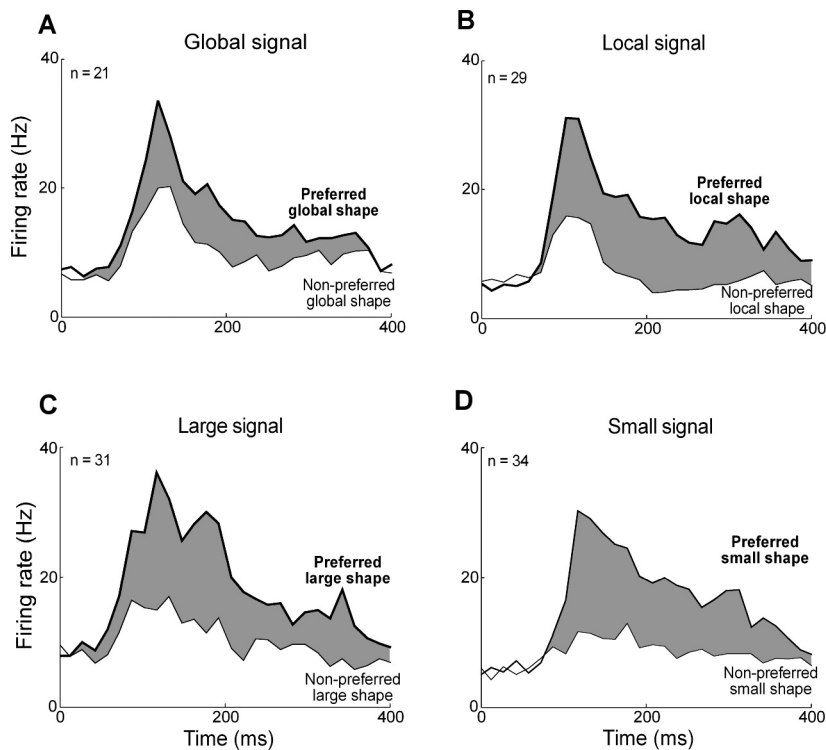 A
Global signal
40
n = 21
20
0
Firing rate (Hz)
Preferred
global shape
Non-preferred
global shape
0
200
400
B
Local signal
40
n = 29
20
0
Preferred
local shape
Non-preferred
local shape
0
200
400
C
Large signal
40
n = 31
20
0
Firing rate (Hz)
Preferred
large shape
Non-preferred
large shape
0
200
400
Time (ms)
D
Small signal
40
n = 34
20
0
Preferred
small shape
Non-preferred
small shape
0
200
400
Time (ms)